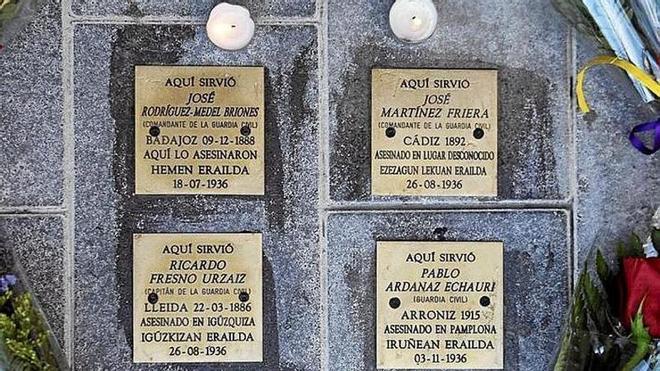 AQUÍ SIRVIÓ
JOSÉ
RODRÍGUEZ-MEDEL BRIONES
(COMANDANTE DE LA GUARDIA CIVIL)
BADAJOZ 09-12-1888
AQUÍ LO ASESINARON
HEMEN ERAILDA
18-07-1936
AQUÍ SIRVIÓ
JOSÉ
MARTÍNEZ FRIERA
(COMANDANTE DE LA GUARDIA CIVIL)
CÁDIZ 1892
ASESINADO EN LUGAR DESCONOCIDO
EZEZAGUN LEKUAN ERAILDA
26-08-1936
AQUÍ SIRVIÓ
RICARDO
FRESNO URZAIZ
(CAPITÁN DE LA GUARDIA CIVIL)
LLEIDA 22-03-1886
ASESINADO EN IGÚZQUIZA
IGÚZKIZAN ERAILDA
26-08-1936
AQUÍ SIRVIÓ
PABLO
ARDANAZ ECHAURI
(GUARDIA CIVIL)
ARRONIZ 1915
ASESINADO EN PAMPLONA
IRUÑEAN ERAILDA
03-11-1936